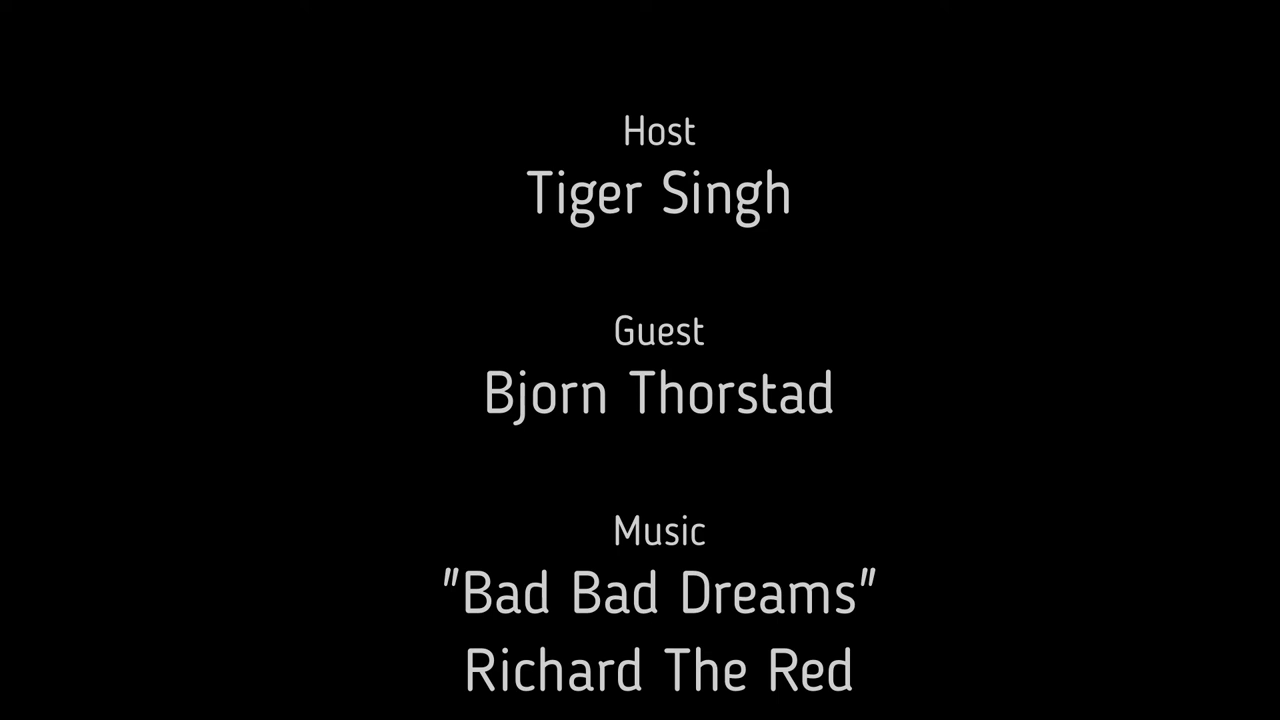 Host
Tiger Singh
Guest
Bjorn Thorstad
Music
"Bad Bad Dreams"
Richard The Red